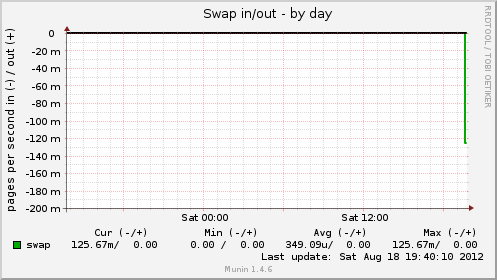 Swap in/out - by day
RRDTOOL / TOBI OETIKER
pages per second in (-) / out (+)
0
-20 m
-40 m
-60 m
-80 m
-100 m
-120 m
-140 m
-160 m
-180 m
-200 m
Sat 00:00 Sat 12:00
Cur (-/+) Min (-/+) Avg (-/+) Max (-/+)
swap 125.67m/ 0.00 0.00 / 0.00 349.09u/ 0.00 125.67m/ 0.00
Last update: Sat Aug 18 19:40:10 2012
Munin 1.4.6